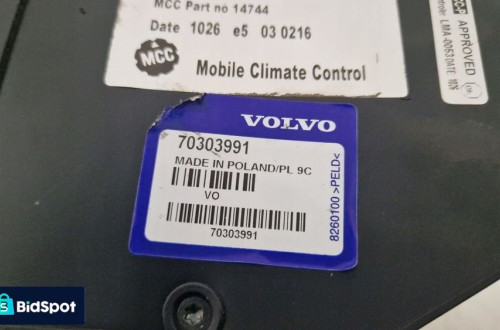 MCC Part no 14744
Date 1026 e5 03 0216
MCC
Mobile Climate Control
APPROVED
VOLVO
70303991
MADE IN POLAND/PL 9C
VO
70303991
8260100 >PELD<
BidSpot